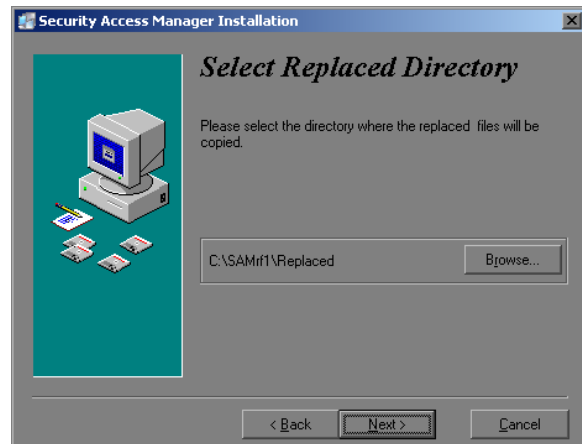 Security Access Manager Installation
Select Replaced Directory
Please select the directory where the replaced files will be
copied.
C:\SAMrf1\Replaced
Browse...
< Back
Next >
Cancel